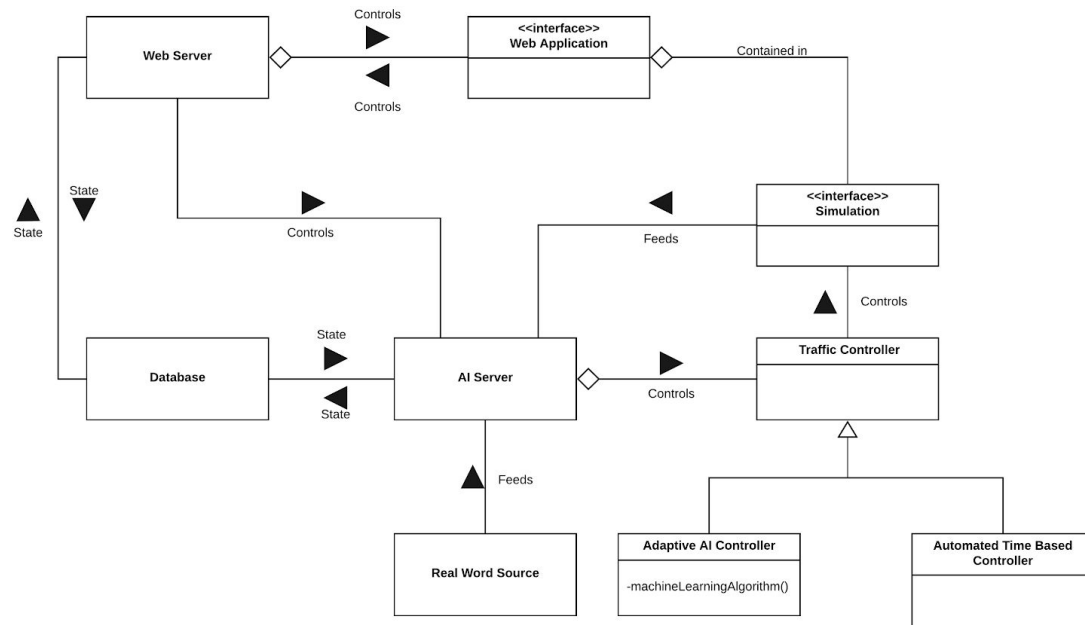 Controls
<<interface>>
Web Application
Web Server
Contained in
Controls
State
State
<<interface>>
Simulation
Controls
Feeds
Controls
State
Traffic Controller
Database
AI Server
State
Controls
Feeds
Adaptive AI Controller
Automated Time Based
Controller
Real Word Source
-machineLearningAlgorithm()